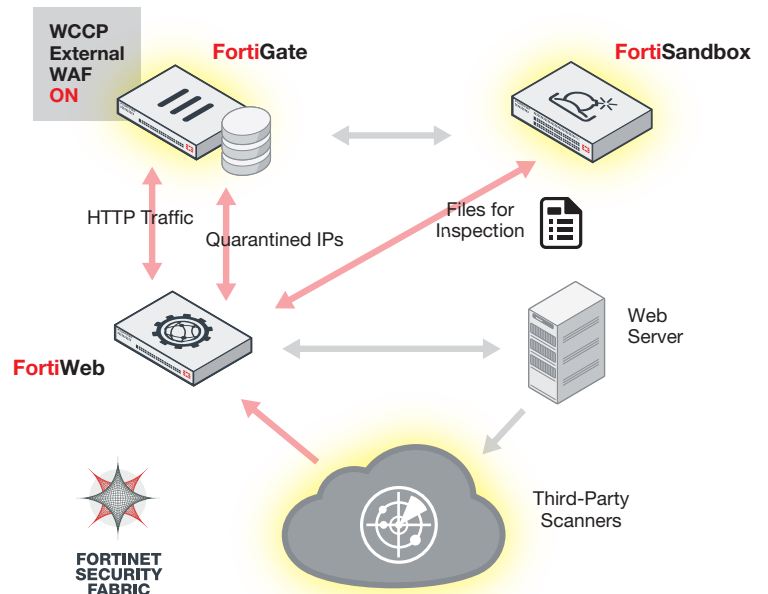 WCCP
External
WAF
ON
FortiGate
FortiSandbox
HTTP Traffic
Quarantined IPs
Files for
Inspection
Web
Server
FortiWeb
Third-Party
Scanners
FORTINET
SECURITY
FABRIC